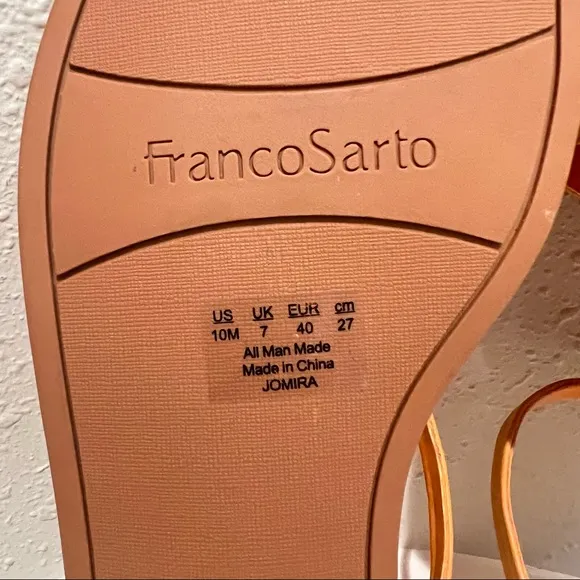 FrancoSarto
US UK EUR cm
10M 7 40 27
All Man Made
Made in China
JOMIRA